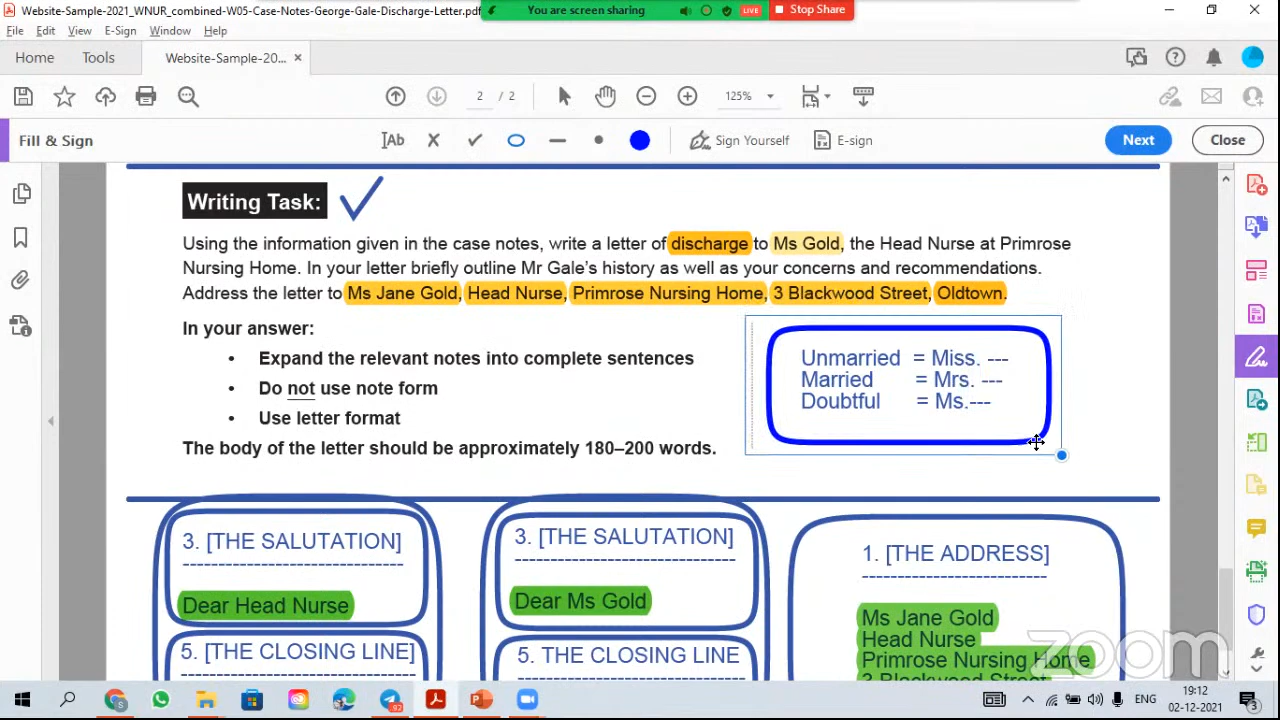 Website-Sample-2021_WNUR_combined-W05-Case-Notes-George-Gale-Discharge-Letter.pdf
You are screen sharing
LIVE
Stop Share
File Edit View E-Sign Window Help
Home Tools Website-Sample-20...
2 / 2
125%
Fill & Sign
Ab
Sign Yourself
E-sign
Next
Close
Writing Task:
Using the information given in the case notes, write a letter of discharge to Ms Gold, the Head Nurse at Primrose
Nursing Home. In your letter briefly outline Mr Gale's history as well as your concerns and recommendations.
Address the letter to Ms Jane Gold, Head Nurse, Primrose Nursing Home, 3 Blackwood Street, Oldtown.
In your answer:
• Expand the relevant notes into complete sentences
• Do not use note form
• Use letter format
The body of the letter should be approximately 180–200 words.
Unmarried = Miss. ---
Married = Mrs. ---
Doubtful = Ms.---
3. [THE SALUTATION]
--------------------------------
Dear Head Nurse
5. [THE CLOSING LINE]
--------------------------------
3. [THE SALUTATION]
--------------------------------
Dear Ms Gold
5. THE CLOSING LINE
--------------------------------
1. [THE ADDRESS]
-------------------------
Ms Jane Gold
Head Nurse
Primrose Nursing Home
3 Blackwood Street
zoom
92
ENG
19:12
02-12-2021
3